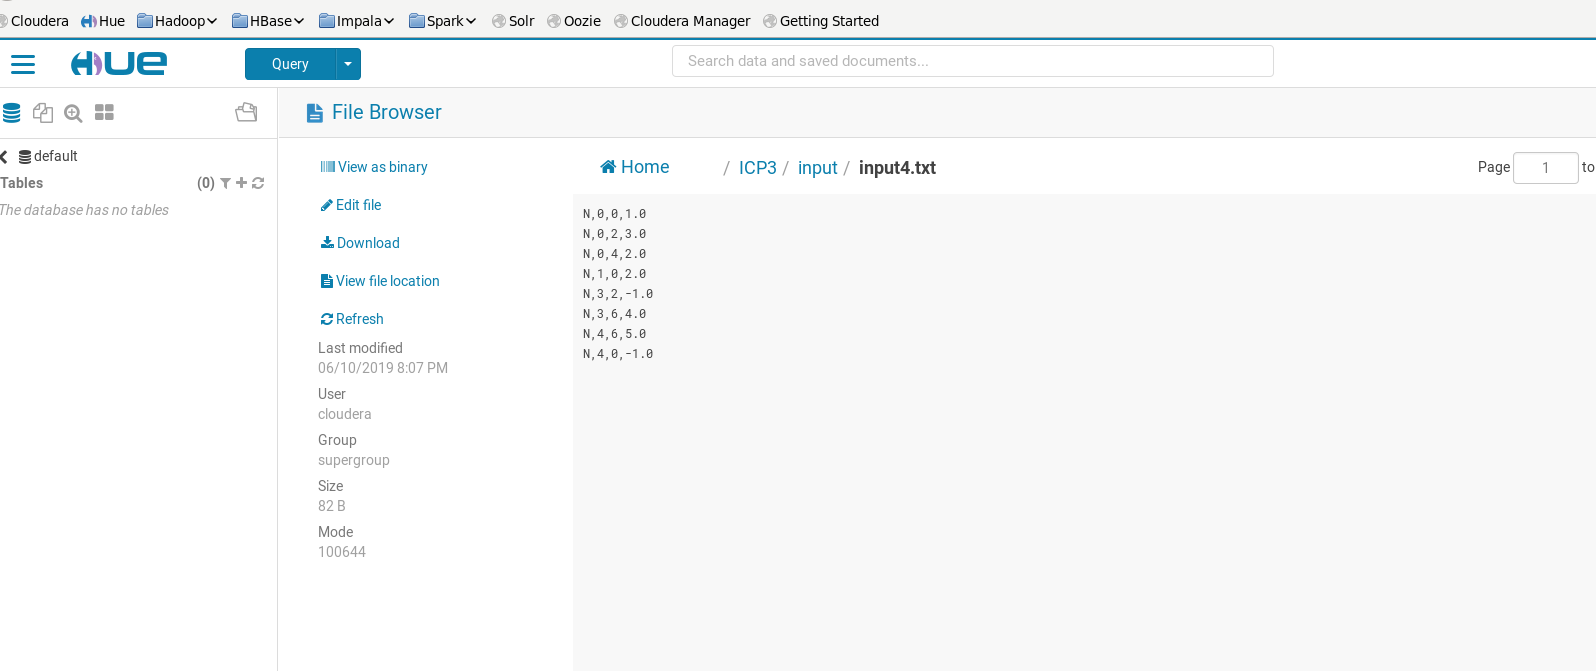 Cloudera Hue Hadoop HBase Impala Spark Solr Oozie Cloudera Manager Getting Started
HUE Query Search data and saved documents...
File Browser
default
Tables (0)
The database has no tables
View as binary
Edit file
Download
View file location
Refresh
Last modified
06/10/2019 8:07 PM
User
cloudera
Group
supergroup
Size
82 B
Mode
100644
Home / ICP3 / input / input4.txt
Page 1 to
N,0,0,1.0
N,0,2,3.0
N,0,4,2.0
N,1,0,2.0
N,3,2,-1.0
N,3,6,4.0
N,4,6,5.0
N,4,0,-1.0